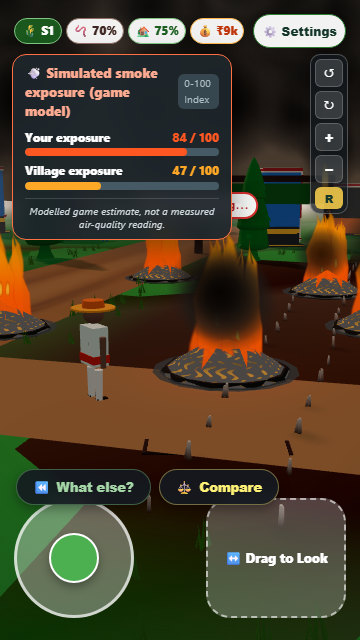 S1
70%
75%
₹9k
Settings
Simulated smoke
exposure (game
model)
0-100
Index
Your exposure 84 / 100
Village exposure 47 / 100
Modelled game estimate, not a measured
air-quality reading.
↺
↻
+
−
R
What else?
Compare
Drag to Look